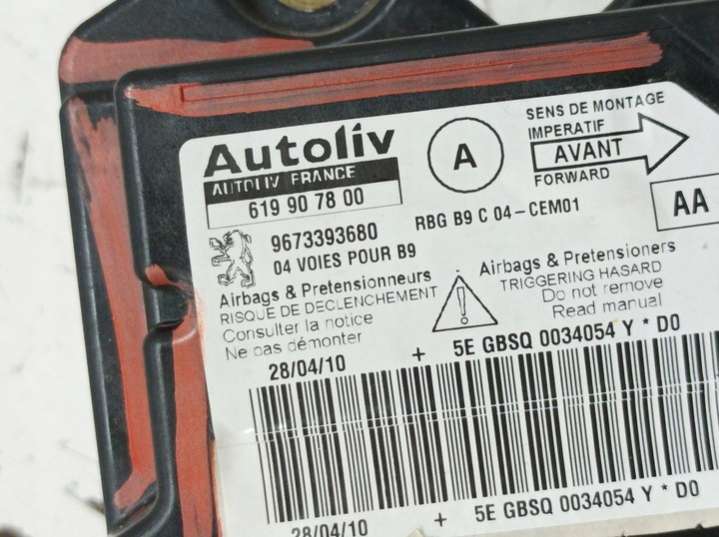 Autoliv
AUTOLIV FRANCE
619 90 78 00
A
SENS DE MONTAGE
IMPERATIF
AVANT
FORWARD
AA
9673393680
04 VOIES POUR B9
RBG B9 C 04-CEM01
Airbags & Pretensionneurs
RISQUE DE DECLENCHEMENT
Consulter la notice
Ne pas démonter
!
Airbags & Pretensioners
TRIGGERING HASARD
Do not remove
Read manual
28/04/10 + 5E GBSQ 0034054 Y * D0
28/04/10 + 5E GBSQ 0034054 Y * D0